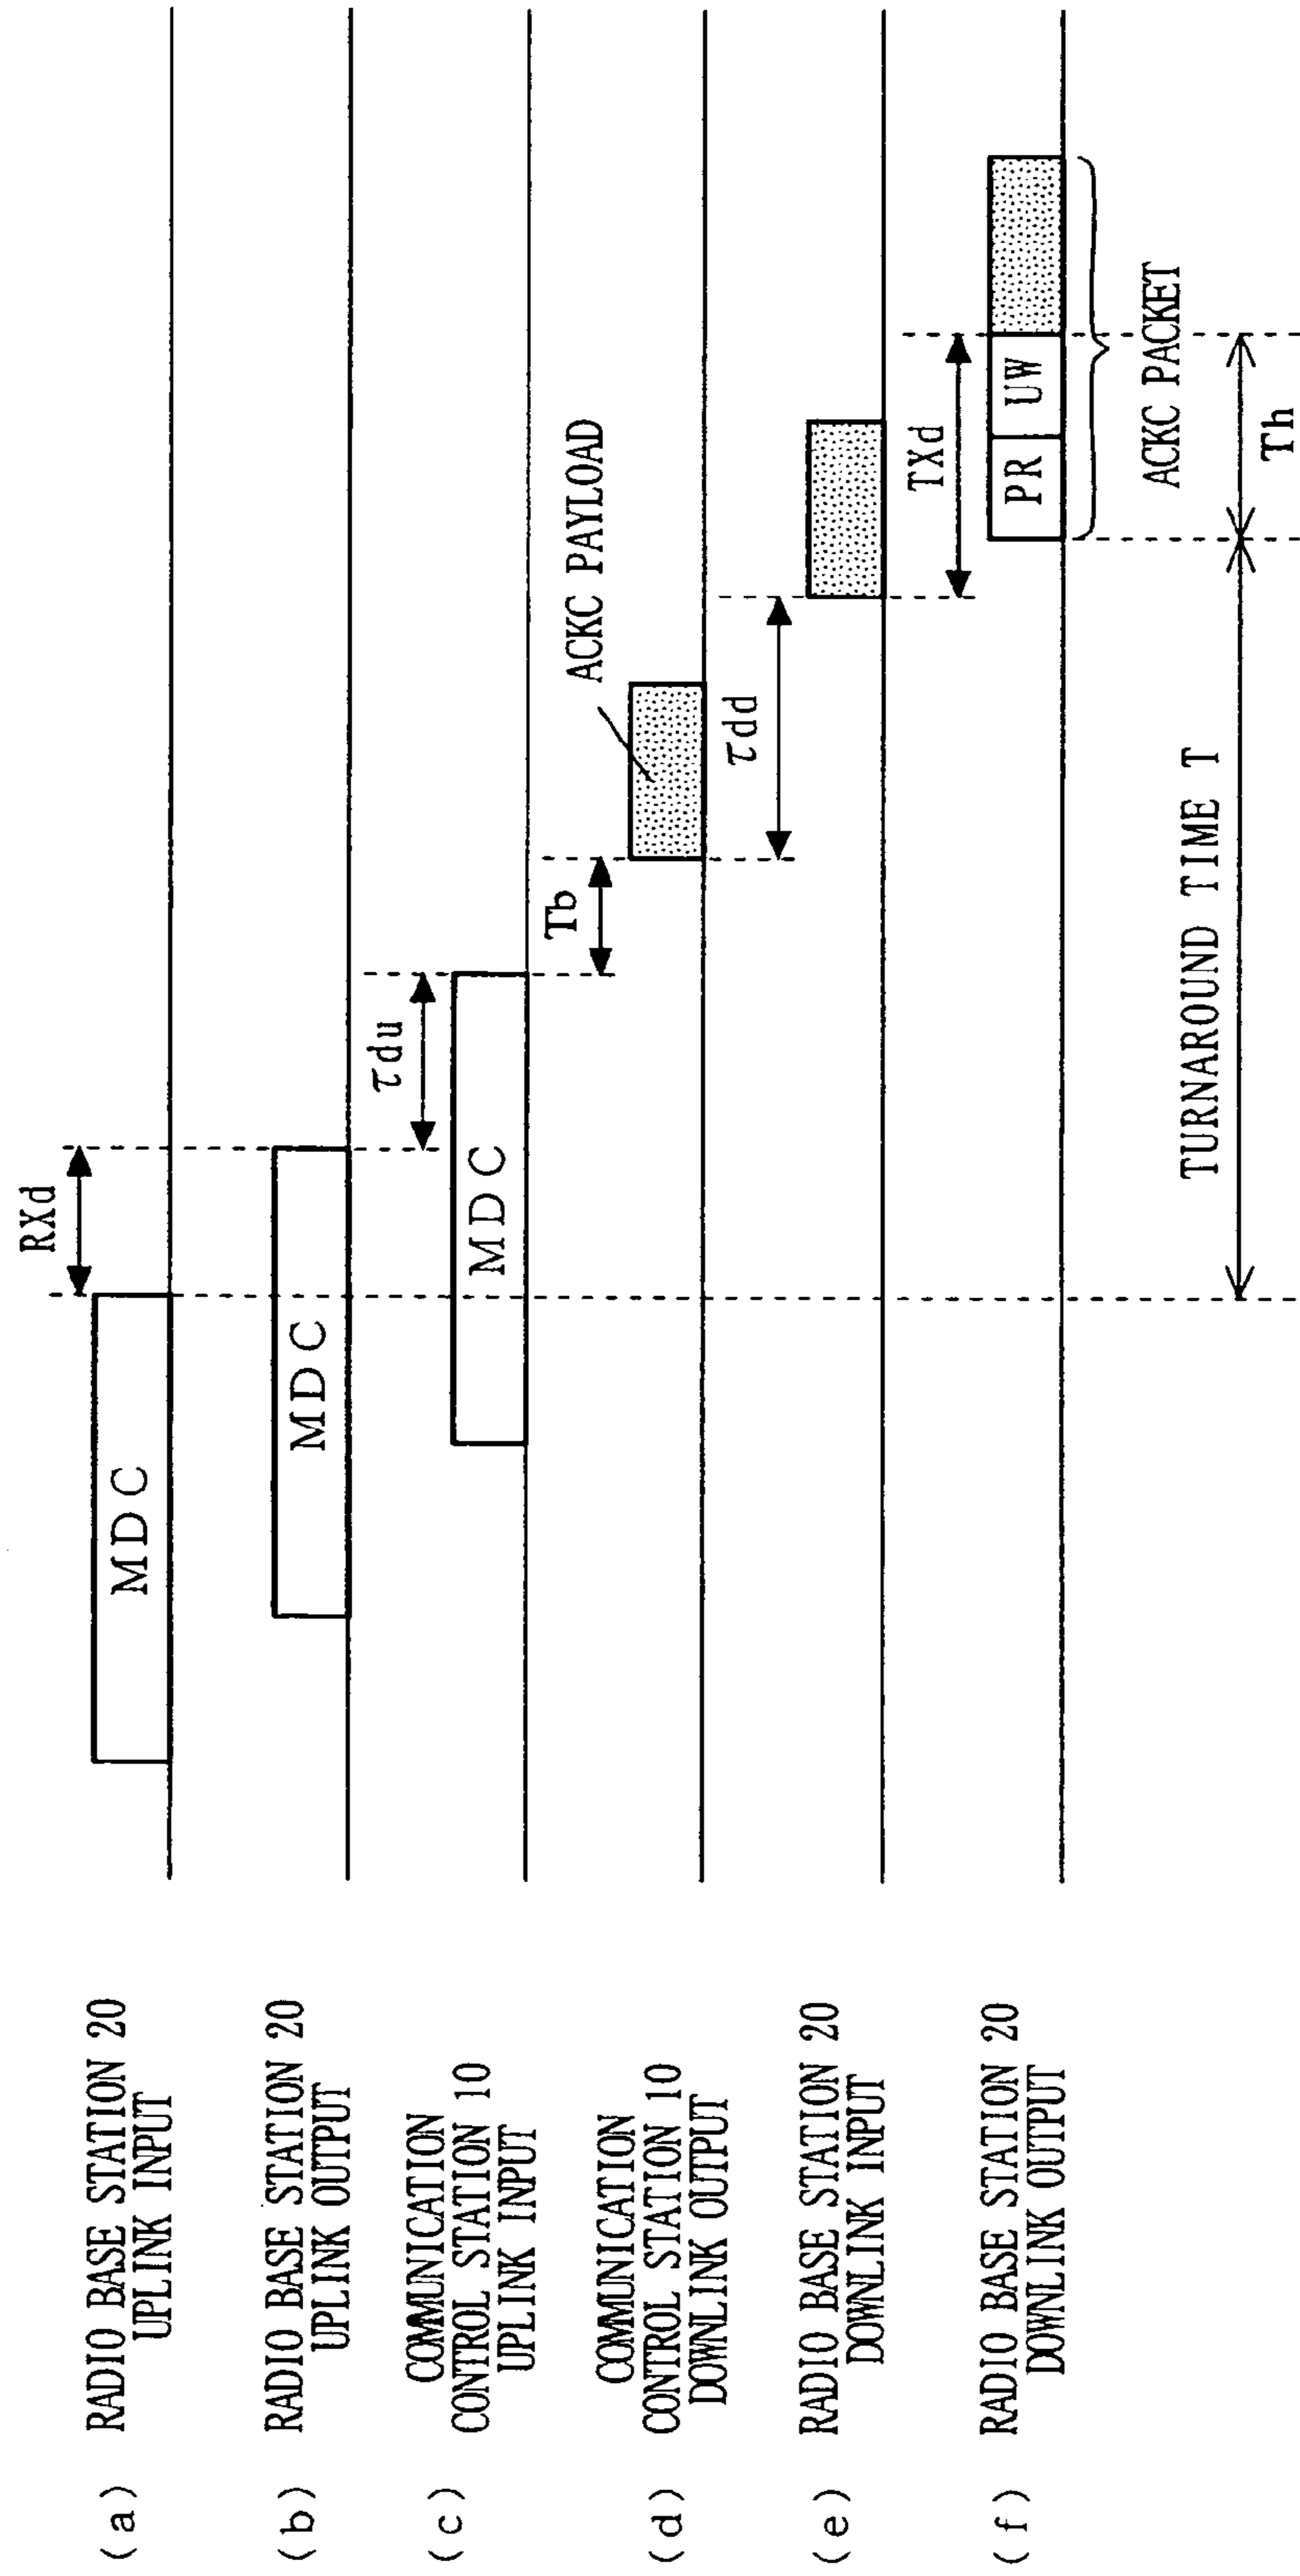 (a) RADIO BASE STATION 20
UPLINK INPUT
MDC
RXd
(b) RADIO BASE STATION 20
UPLINK OUTPUT
MDC
τdu
(c) COMMUNICATION
CONTROL STATION 10
UPLINK INPUT
MDC
Tb
(d) COMMUNICATION
CONTROL STATION 10
DOWNLINK OUTPUT
ACKC PAYLOAD
τdd
(e) RADIO BASE STATION 20
DOWNLINK INPUT
TXd
(f) RADIO BASE STATION 20
DOWNLINK OUTPUT
PR UW
ACKC PACKET
TURNAROUND TIME T
Th